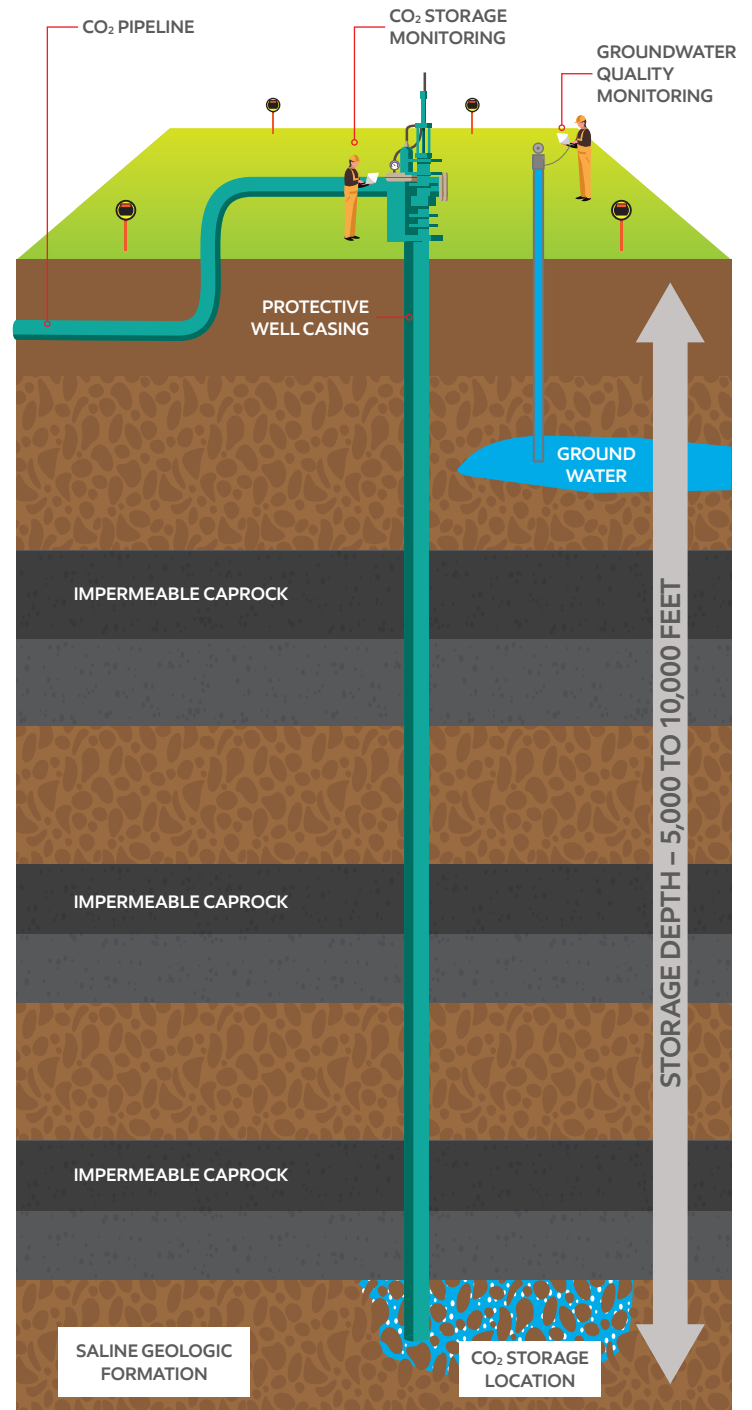 CO₂ PIPELINE
CO₂ STORAGE
MONITORING
GROUNDWATER
QUALITY
MONITORING
PROTECTIVE
WELL CASING
GROUND
WATER
IMPERMEABLE CAPROCK
STORAGE DEPTH – 5,000 TO 10,000 FEET
IMPERMEABLE CAPROCK
IMPERMEABLE CAPROCK
SALINE GEOLOGIC
FORMATION
CO₂ STORAGE
LOCATION